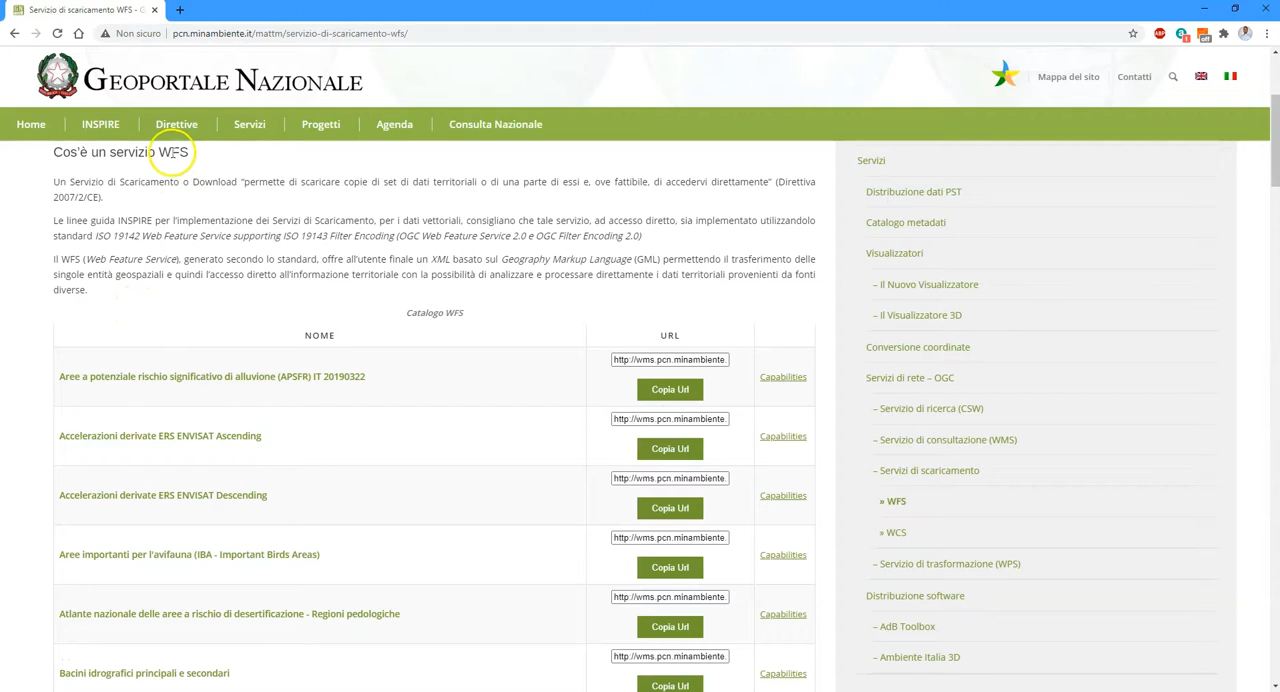 Servizio di scaricamento WFS - G
Non sicuro
pcn.minambiente.it/mattm/servizio-di-scaricamento-wfs/
ABP
1
off
GEOPORTALE NAZIONALE
Mappa del sito
Contatti
Home
INSPIRE
Direttive
Servizi
Progetti
Agenda
Consulta Nazionale
Cos'è un servizio WFS
Un Servizio di Scaricamento o Download "permette di scaricare copie di set di dati territoriali o di una parte di essi e, ove fattibile, di accedervi direttamente" (Direttiva
2007/2/CE).
Le linee guida INSPIRE per l'implementazione dei Servizi di Scaricamento, per i dati vettoriali, consigliano che tale servizio, ad accesso diretto, sia implementato utilizzandolo
standard ISO 19142 Web Feature Service supporting ISO 19143 Filter Encoding (OGC Web Feature Service 2.0 e OGC Filter Encoding 2.0)
Il WFS (Web Feature Service), generato secondo lo standard, offre all'utente finale un XML basato sul Geography Markup Language (GML) permettendo il trasferimento delle
singole entità geospaziali e quindi l'accesso diretto all'informazione territoriale con la possibilità di analizzare e processare direttamente i dati territoriali provenienti da fonti
diverse.
Catalogo WFS
NOME
URL
Aree a potenziale rischio significativo di alluvione (APSFR) IT 20190322
http://wms.pcn.minambiente.
Copia Url
Capabilities
Accelerazioni derivate ERS ENVISAT Ascending
http://wms.pcn.minambiente.
Copia Url
Capabilities
Accelerazioni derivate ERS ENVISAT Descending
http://wms.pcn.minambiente.
Copia Url
Capabilities
Aree importanti per l'avifauna (IBA - Important Birds Areas)
http://wms.pcn.minambiente.
Copia Url
Capabilities
Atlante nazionale delle aree a rischio di desertificazione - Regioni pedologiche
http://wms.pcn.minambiente.
Copia Url
Capabilities
Bacini idrografici principali e secondari
http://wms.pcn.minambiente.
Copia Url
Capabilities
Servizi
Distribuzione dati PST
Catalogo metadati
Visualizzatori
– Il Nuovo Visualizzatore
– Il Visualizzatore 3D
Conversione coordinate
Servizi di rete – OGC
– Servizio di ricerca (CSW)
– Servizio di consultazione (WMS)
– Servizi di scaricamento
» WFS
» WCS
– Servizio di trasformazione (WPS)
Distribuzione software
– AdB Toolbox
– Ambiente Italia 3D